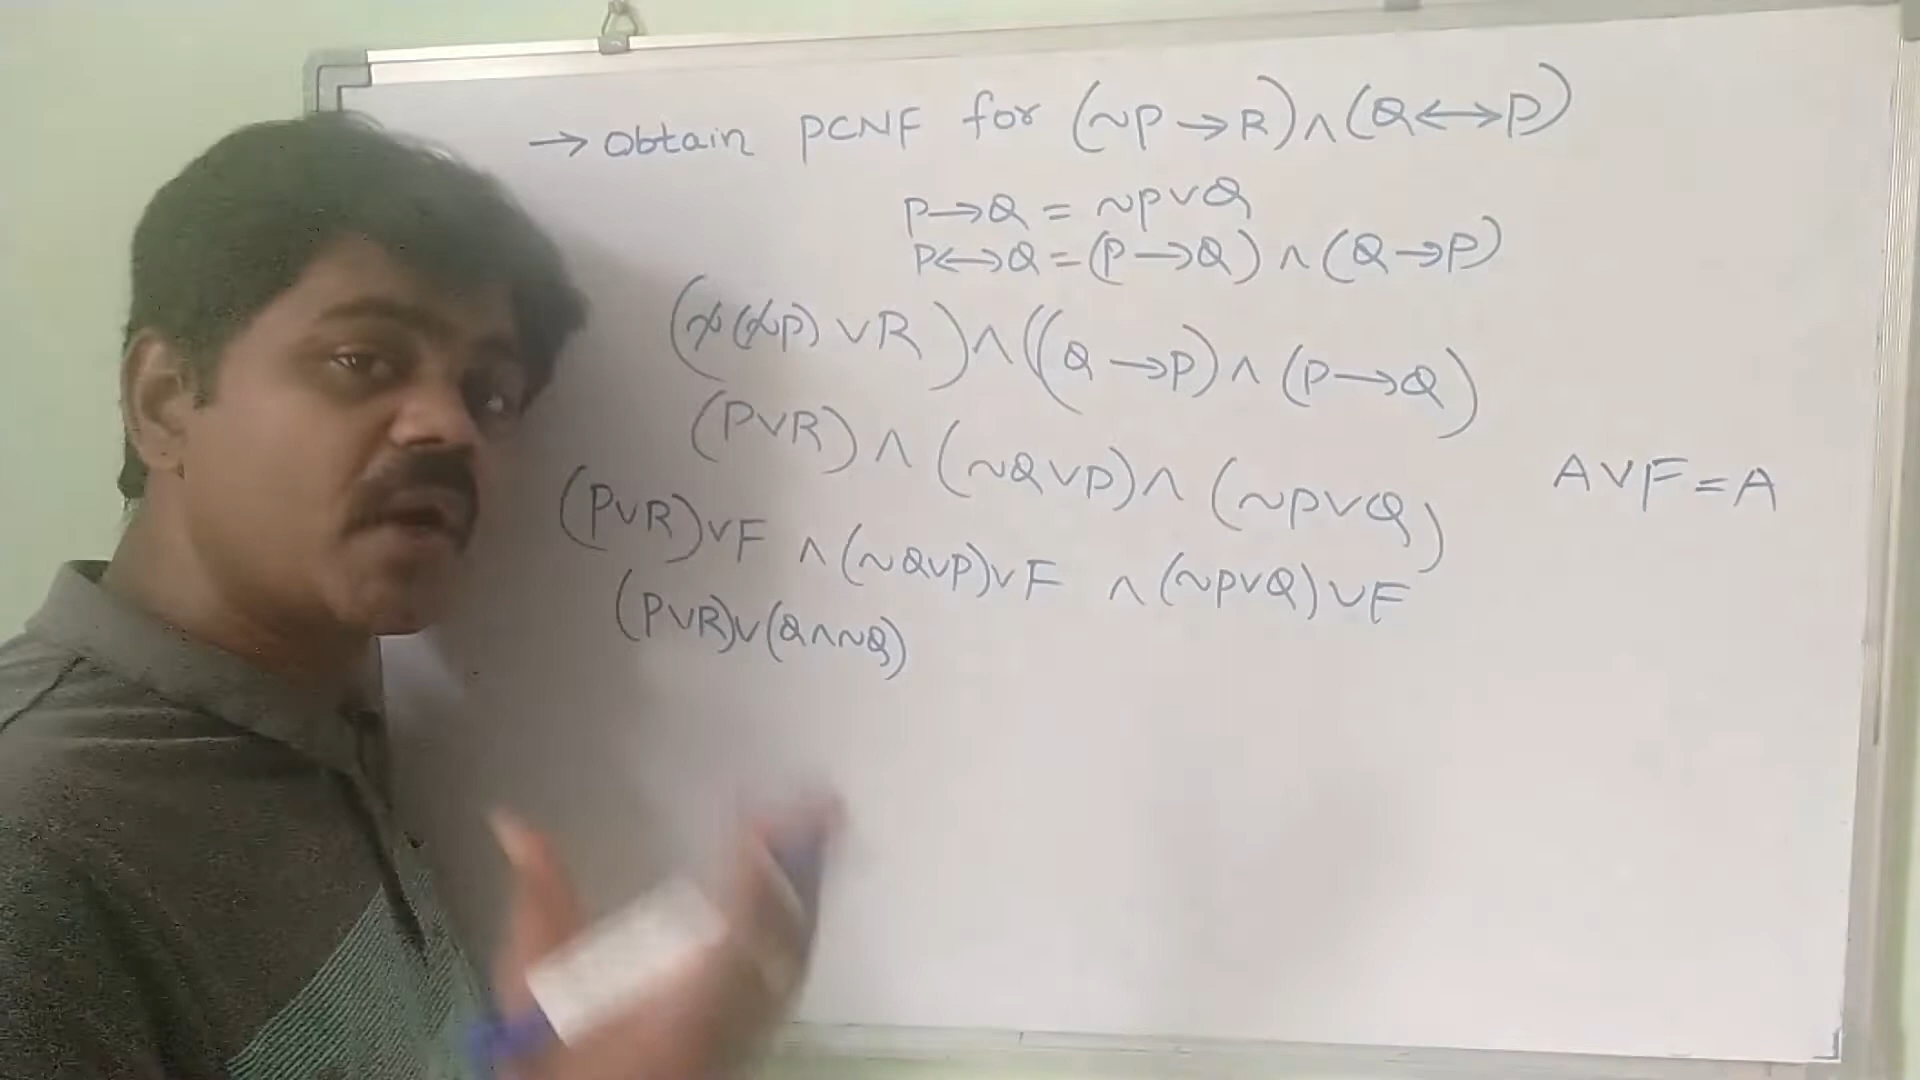 → Obtain PCNF for (~P→R)∧(Q↔P)
P→Q = ~P∨Q
P↔Q=(P→Q)∧(Q→P)
(~(~P)∨R)∧((Q→P)∧(P→Q)
(P∨R)∧(~Q∨P)∧(~P∨Q)
A∨F=A
(P∨R)∨F ∧(~Q∨P)∨F ∧(~P∨Q)∨F
(P∨R)∨(Q∧~Q)